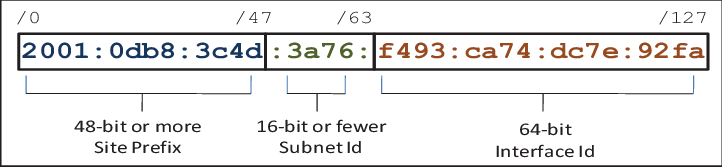 /0 /47 /63 /127
2001:0db8:3c4d:3a76:f493:ca74:dc7e:92fa
48-bit or more
Site Prefix
16-bit or fewer
Subnet Id
64-bit
Interface Id